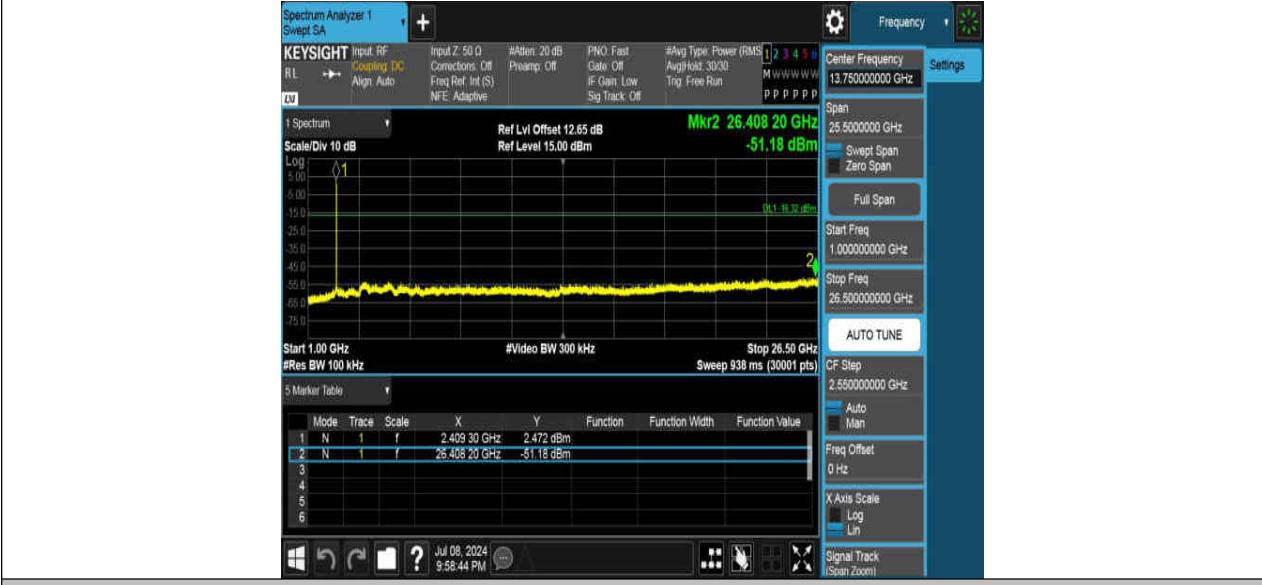 Spectrum Analyzer 1
Swept SA
+
Frequency
KEYSIGHT
RL
LXI
Input: RF
Coupling: DC
Align: Auto
Input Z: 50 Ω
Corrections: Off
Freq Ref: Int (S)
NFE: Adaptive
#Atten: 20 dB
Preamp: Off
PNO: Fast
Gate: Off
IF Gain: Low
Sig Track: Off
#Avg Type: Power (RMS
Avg|Hold: 30/30
Trig: Free Run
1 2 3 4 5 6
M W W W W W
P P P P P P
Center Frequency
13.750000000 GHz
Settings
Span
25.5000000 GHz
Swept Span
Zero Span
Full Span
Start Freq
1.000000000 GHz
Stop Freq
26.500000000 GHz
AUTO TUNE
CF Step
2.550000000 GHz
Auto
Man
Freq Offset
0 Hz
X Axis Scale
Log
Lin
Signal Track
(Span Zoom)
1 Spectrum
Scale/Div 10 dB
Ref Lvl Offset 12.65 dB
Ref Level 15.00 dBm
Mkr2 26.408 20 GHz
-51.18 dBm
Log
5.00
-5.00
-15.0
-25.0
-35.0
-45.0
-55.0
-65.0
-75.0
1
DL1 -16.32 dBm
2
Start 1.00 GHz
#Video BW 300 kHz
Stop 26.50 GHz
#Res BW 100 kHz
Sweep 938 ms (30001 pts)
5 Marker Table
Mode Trace Scale X Y Function Function Width Function Value
1 N 1 f 2.409 30 GHz 2.472 dBm
2 N 1 f 26.408 20 GHz -51.18 dBm
3
4
5
6
?
Jul 08, 2024
9:58:44 PM